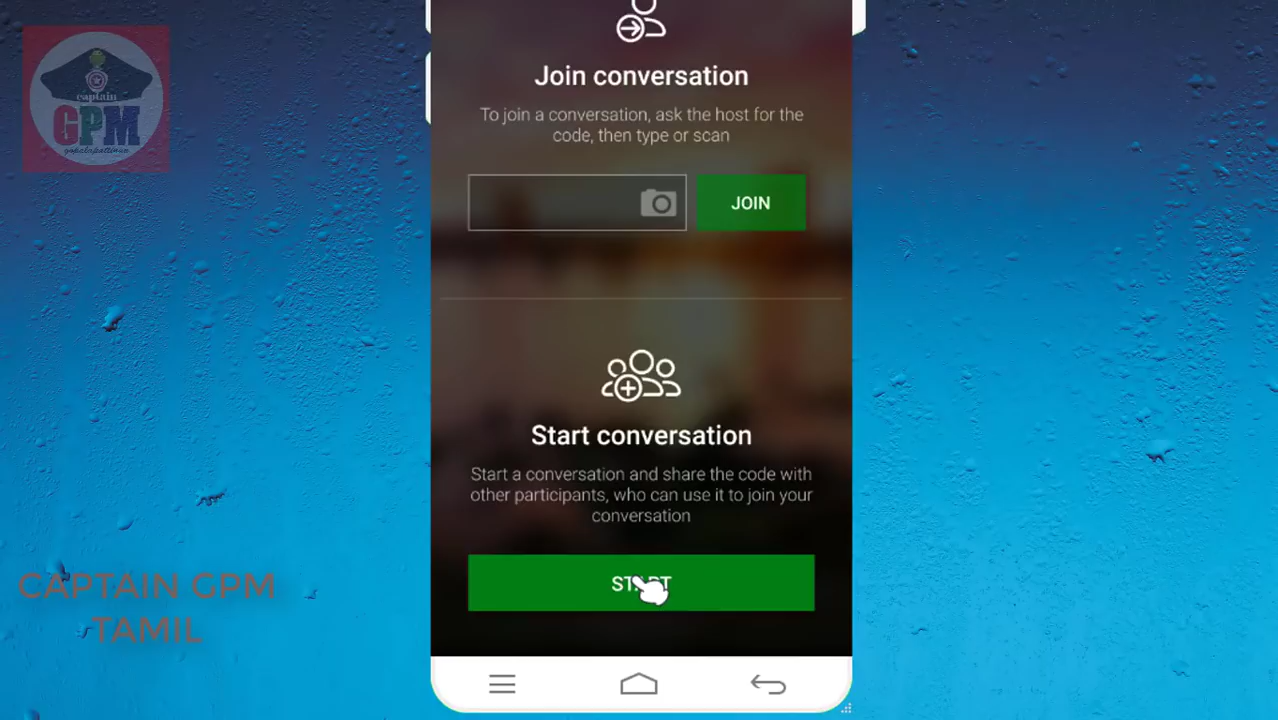 captain
GPM
Join conversation
To join a conversation, ask the host for the
code, then type or scan
JOIN
Start conversation
Start a conversation and share the code with
other participants, who can use it to join your
conversation
START
CAPTAIN GPM
TAMIL